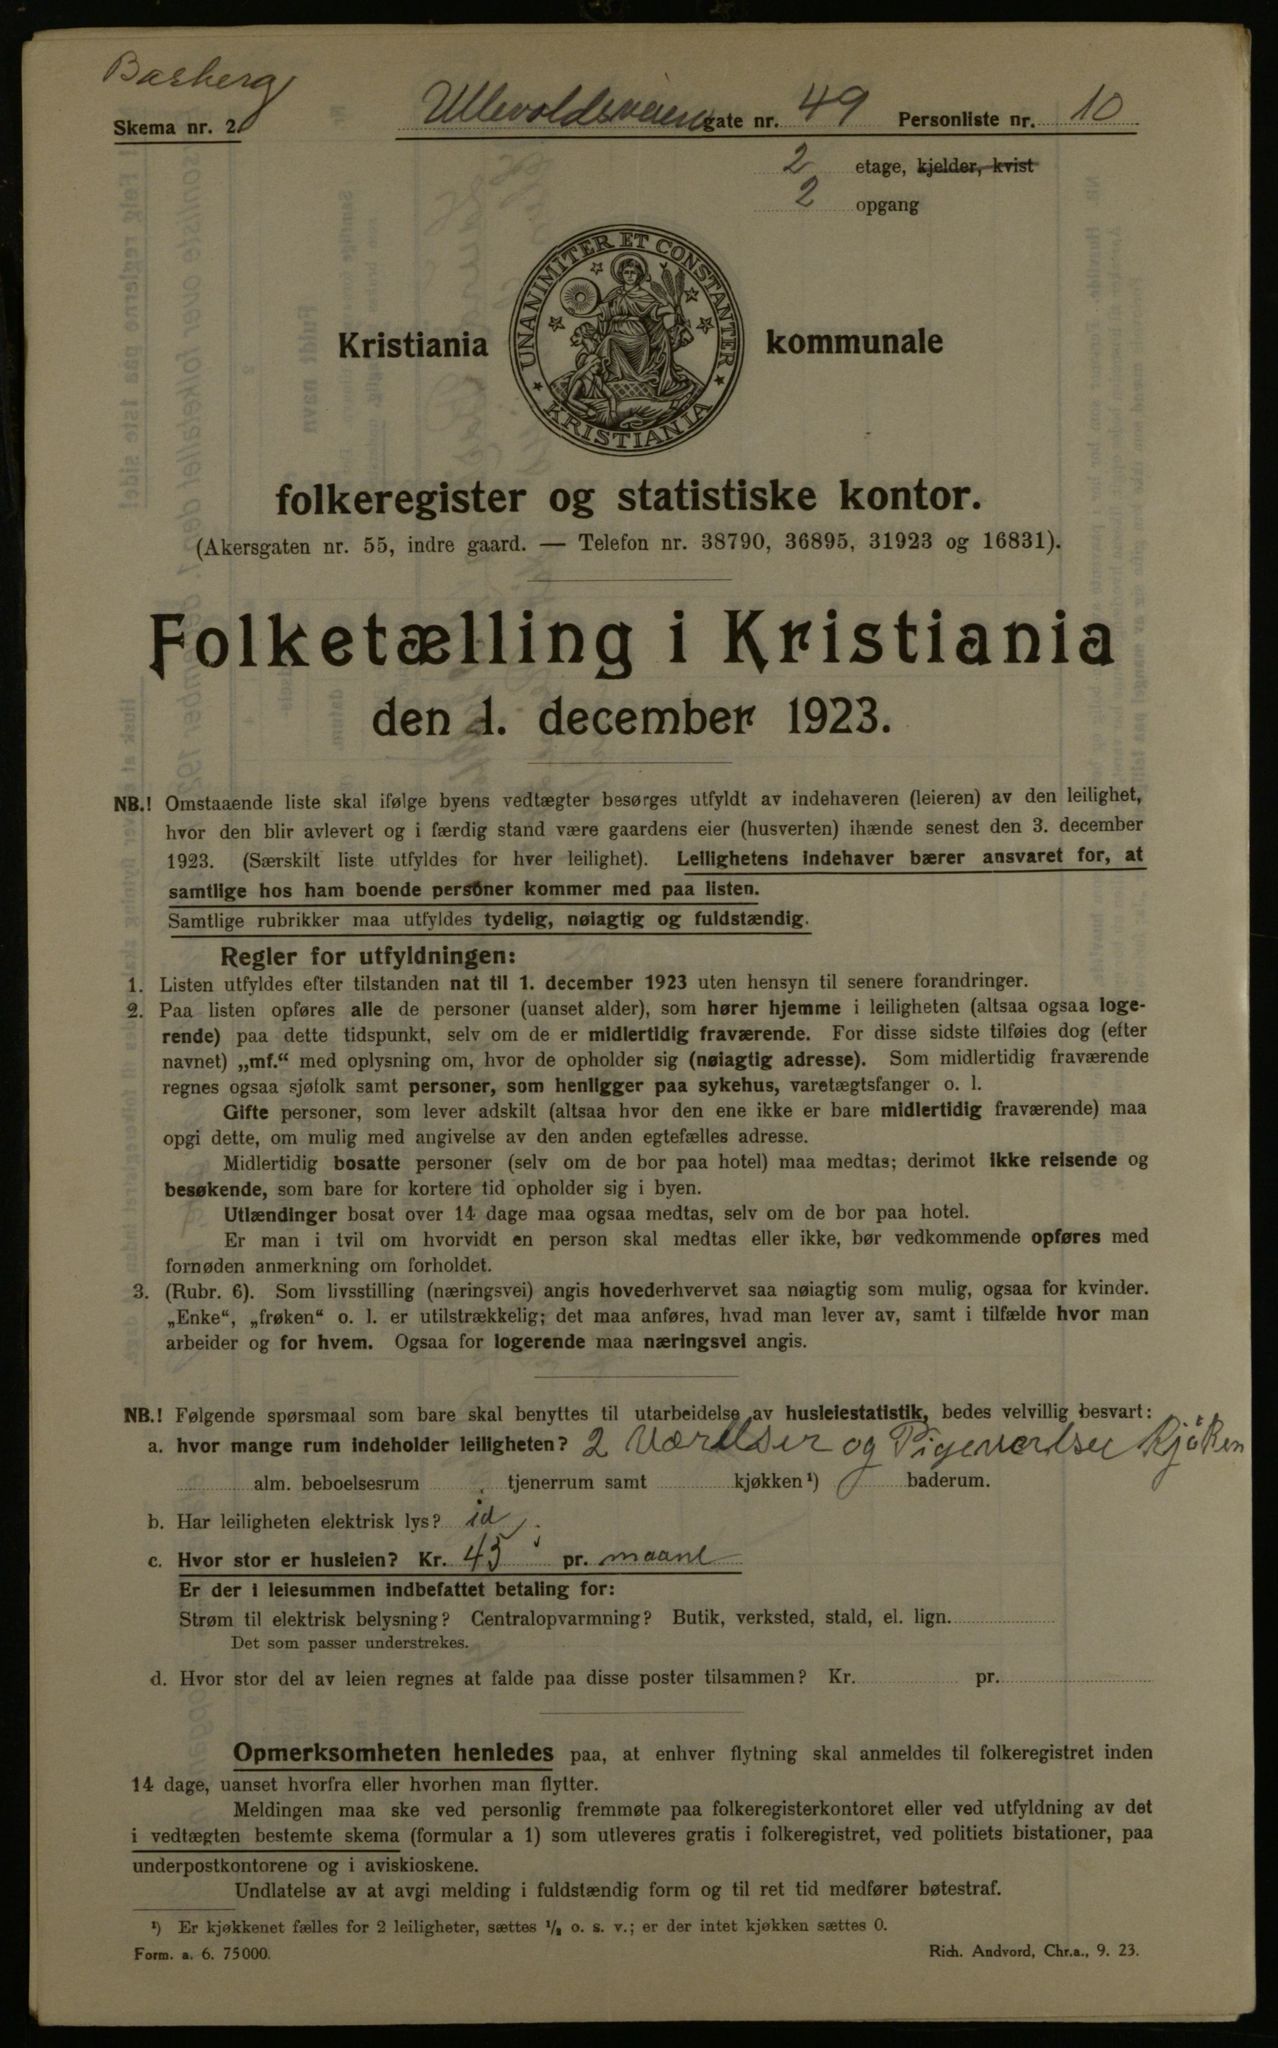 Basberg
Skema nr. 2.
Ullevoldsveien gate nr. 49 Personliste nr. 10
2 etage, kjelder, kvist
2 opgang
UNANIMITER ET CONSTANTER
KRISTIANIA
Kristiania kommunale
folkeregister og statistiske kontor.
(Akersgaten nr. 55, indre gaard. — Telefon nr. 38790, 36895, 31923 og 16831).
Folketælling i Kristiania
den 1. december 1923.
NB.! Omstaaende liste skal ifølge byens vedtægter besørges utfyldt av indehaveren (leieren) av den leilighet,
hvor den blir avlevert og i færdig stand være gaardens eier (husverten) ihænde senest den 3. december
1923. (Særskilt liste utfyldes for hver leilighet). Leilighetens indehaver bærer ansvaret for, at
samtlige hos ham boende personer kommer med paa listen.
Samtlige rubrikker maa utfyldes tydelig, nøiagtig og fuldstændig.
Regler for utfyldningen:
1. Listen utfyldes efter tilstanden nat til 1. december 1923 uten hensyn til senere forandringer.
2. Paa listen opføres alle de personer (uanset alder), som hører hjemme i leiligheten (altsaa ogsaa loge-
rende) paa dette tidspunkt, selv om de er midlertidig fraværende. For disse sidste tilføies dog (efter
navnet) „mf.“ med oplysning om, hvor de opholder sig (nøiagtig adresse). Som midlertidig fraværende
regnes ogsaa sjøfolk samt personer, som henligger paa sykehus, varetægtsfanger o. l.
Gifte personer, som lever adskilt (altsaa hvor den ene ikke er bare midlertidig fraværende) maa
opgi dette, om mulig med angivelse av den anden egtefælles adresse.
Midlertidig bosatte personer (selv om de bor paa hotel) maa medtas; derimot ikke reisende og
besøkende, som bare for kortere tid opholder sig i byen.
Utlændinger bosat over 14 dage maa ogsaa medtas, selv om de bor paa hotel.
Er man i tvil om hvorvidt en person skal medtas eller ikke, bør vedkommende opføres med
fornøden anmerkning om forholdet.
3. (Rubr. 6). Som livsstilling (næringsvei) angis hovederhvervet saa nøiagtig som mulig, ogsaa for kvinder.
„Enke“, „frøken“ o. l. er utilstrækkelig; det maa anføres, hvad man lever av, samt i tilfælde hvor man
arbeider og for hvem. Ogsaa for logerende maa næringsvei angis.
NB.! Følgende spørsmaal som bare skal benyttes til utarbeidelse av husleiestatistik, bedes velvillig besvart:
a. hvor mange rum indeholder leiligheten? 2 Værelser og Pigeværelse Kjøken
alm. beboelsesrum tjenerrum samt kjøkken¹) baderum.
b. Har leiligheten elektrisk lys? ja
c. Hvor stor er husleien? Kr. 45 pr. maane
Er der i leiesummen indbefattet betaling for:
Strøm til elektrisk belysning? Centralopvarmning? Butik, verksted, stald, el. lign.
Det som passer understrekes.
d. Hvor stor del av leien regnes at falde paa disse poster tilsammen? Kr. pr.
Opmerksomheten henledes paa, at enhver flytning skal anmeldes til folkeregistret inden
14 dage, uanset hvorfra eller hvorhen man flytter.
Meldingen maa ske ved personlig fremmøte paa folkeregisterkontoret eller ved utfyldning av det
i vedtægten bestemte skema (formular a 1) som utleveres gratis i folkeregistret, ved politiets bistationer, paa
underpostkontorene og i aviskioskene.
Undlatelse av at avgi melding i fuldstændig form og til ret tid medfører bøtestraf.
¹) Er kjøkkenet fælles for 2 leiligheter, sættes ½ o. s. v.; er der intet kjøkken sættes 0.
Form. a. 6. 75000. Rich. Andvord, Chr.a., 9. 23.